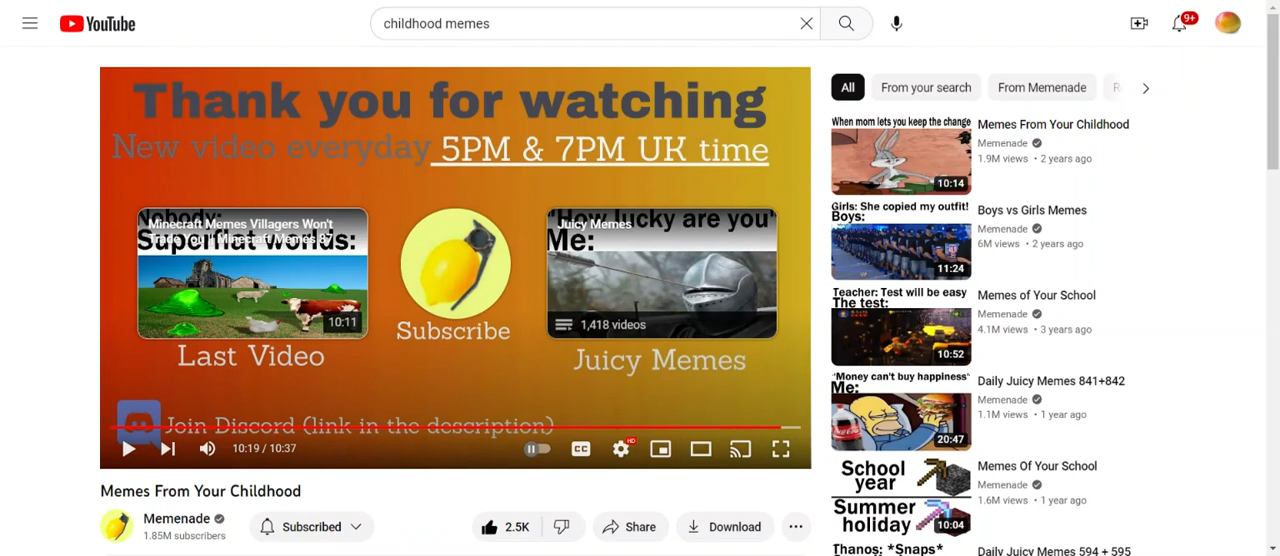 YouTube
childhood memes
9+
Thank you for watching
New video everyday 5PM & 7PM UK time
Nobody:
Minecraft Memes Villagers Won't
Trade You | Minecraft Memes 87
Superflat worlds:
10:11
Last Video
Subscribe
"How lucky are you"
Juicy Memes
Me:
1,418 videos
Juicy Memes
Join Discord (link in the description)
10:19 / 10:37
CC
HD
Memes From Your Childhood
Memenade
1.85M subscribers
Subscribed
2.5K
Share
Download
All
From your search
From Memenade
When mom lets you keep the change
10:14
Memes From Your Childhood
Memenade
1.9M views • 2 years ago
Girls: She copied my outfit!
Boys:
11:24
Boys vs Girls Memes
Memenade
6M views • 2 years ago
Teacher: Test will be easy
The test:
10:52
Memes of Your School
Memenade
4.1M views • 3 years ago
"Money can't buy happiness"
Me:
20:47
Daily Juicy Memes 841+842
Memenade
1.1M views • 1 year ago
School
year
Summer
holiday
10:04
Memes Of Your School
Memenade
1.6M views • 1 year ago
Thanos: *Snaps*
Daily Juicy Memes 594 + 595